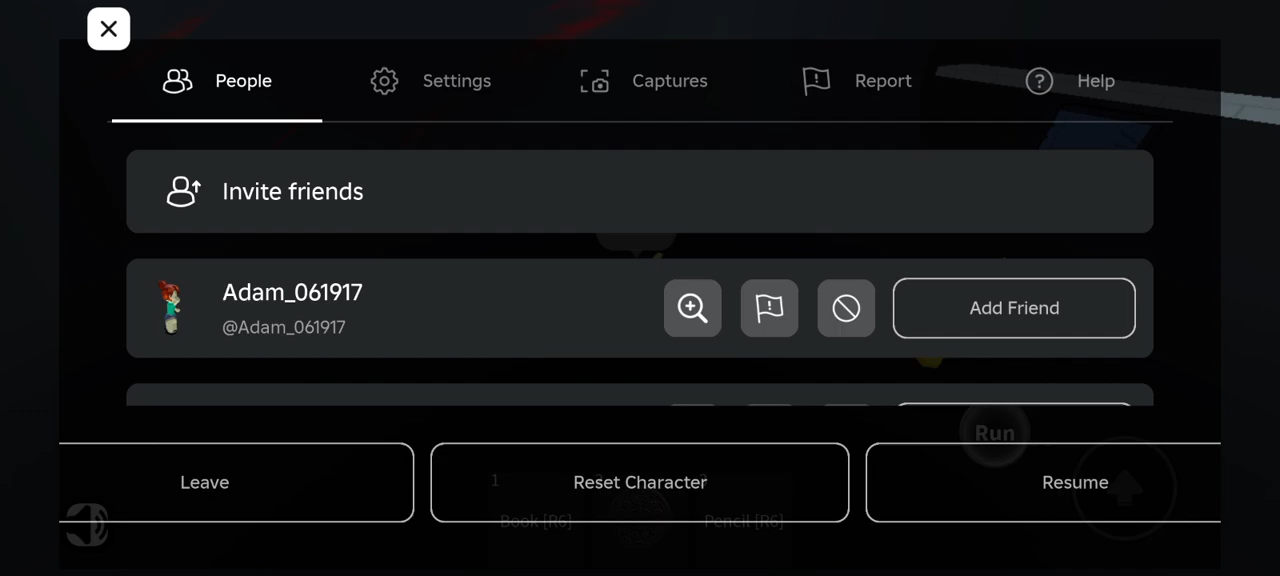 People
Settings
Captures
Report
Help
Invite friends
Adam_061917
@Adam_061917
Add Friend
Run
Leave
Reset Character
Resume
1
Book [R6]
Pencil [R6]